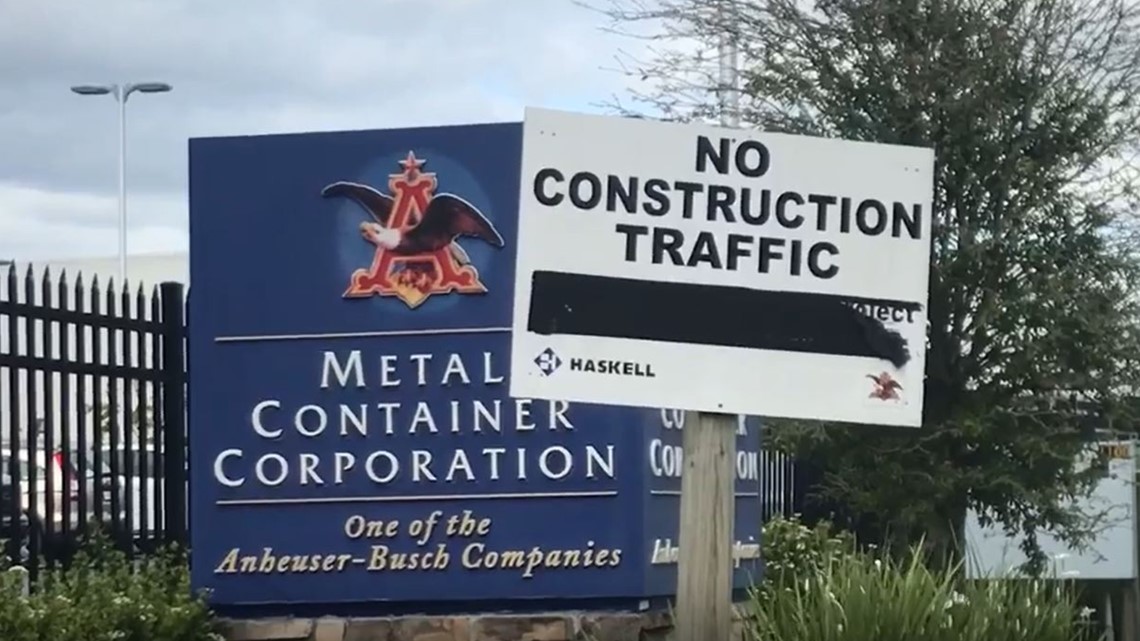 METAL
CONTAINER
CORPORATION
One of the
Anheuser-Busch Companies
NO
CONSTRUCTION
TRAFFIC
HASKELL